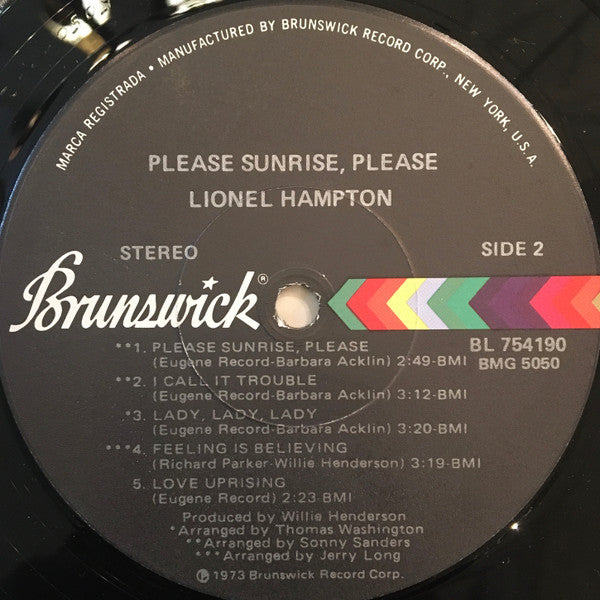 MARCA REGISTRADA • MANUFACTURED BY BRUNSWICK RECORD CORP., NEW YORK, U.S.A.
PLEASE SUNRISE, PLEASE
LIONEL HAMPTON
STEREO
SIDE 2
Brunswick®
BL 754190
BMG 5050
**1. PLEASE SUNRISE, PLEASE
(Eugene Record-Barbara Acklin) 2:49-BMI
**2. I CALL IT TROUBLE
(Eugene Record-Barbara Acklin) 3:12-BMI
*3. LADY, LADY, LADY
(Eugene Record-Barbara Acklin) 3:20-BMI
***4. FEELING IS BELIEVING
(Richard Parker-Willie Henderson) 3:19-BMI
5. LOVE UPRISING
(Eugene Record) 2:23-BMI
Produced by Willie Henderson
*Arranged by Thomas Washington
**Arranged by Sonny Sanders
***Arranged by Jerry Long
℗ 1973 Brunswick Record Corp.